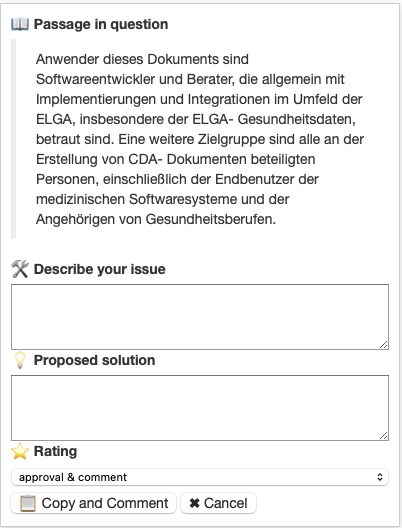 Passage in question
Anwender dieses Dokuments sind
Softwareentwickler und Berater, die allgemein mit
Implementierungen und Integrationen im Umfeld der
ELGA, insbesondere der ELGA- Gesundheitsdaten,
betraut sind. Eine weitere Zielgruppe sind alle an der
Erstellung von CDA- Dokumenten beteiligten
Personen, einschließlich der Endbenutzer der
medizinischen Softwaresysteme und der
Angehörigen von Gesundheitsberufen.
Describe your issue
Proposed solution
Rating
approval & comment
Copy and Comment ✖ Cancel